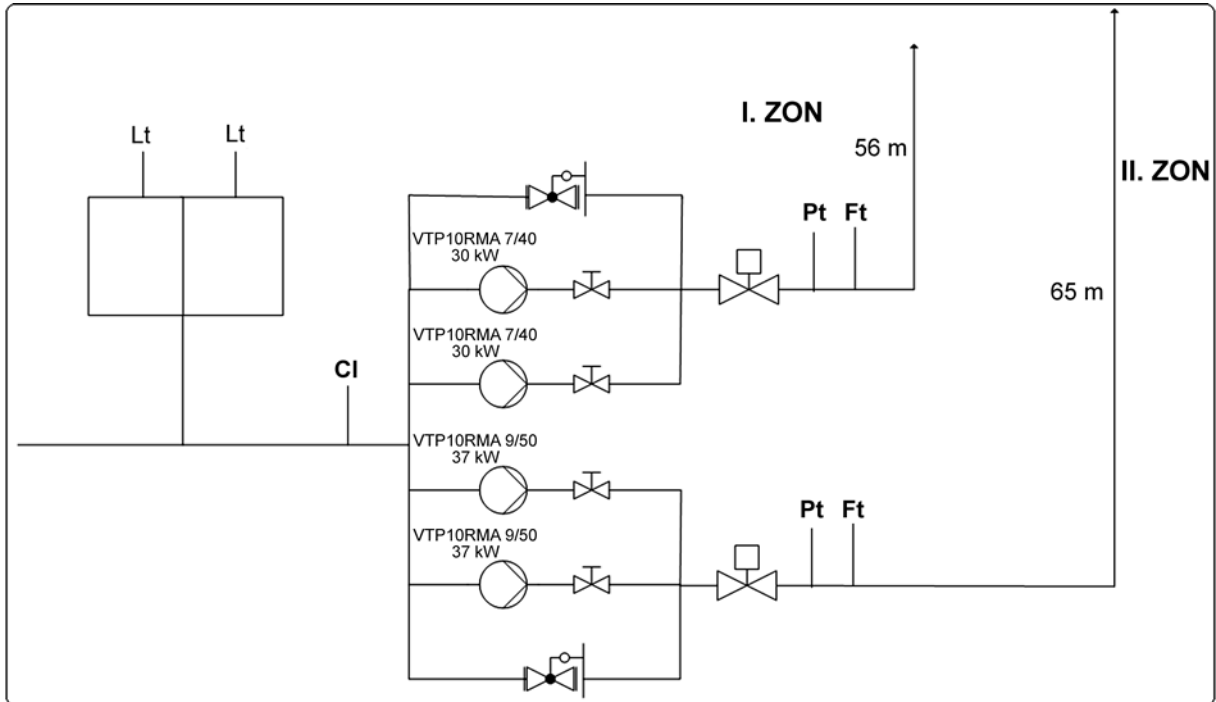 I. ZON
II. ZON
56 m
65 m
Lt
Lt
Pt
Ft
VTP10RMA 7/40
30 kW
VTP10RMA 7/40
30 kW
Cl
VTP10RMA 9/50
37 kW
VTP10RMA 9/50
37 kW
Pt
Ft